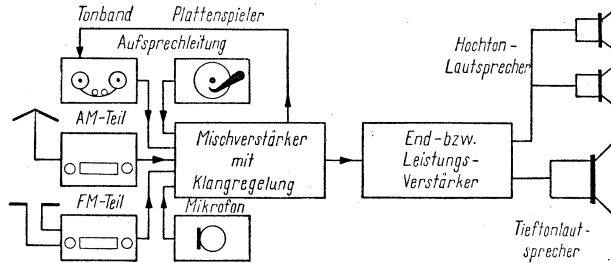 Tonband
Plattenspieler
Aufsprechleitung
AM-Teil
FM-Teil
Mikrofon
Mischverstärker
mit
Klangregelung
End-bzw.
Leistungs-
Verstärker
Hochton-
Lautsprecher
Tieftonlaut-
sprecher